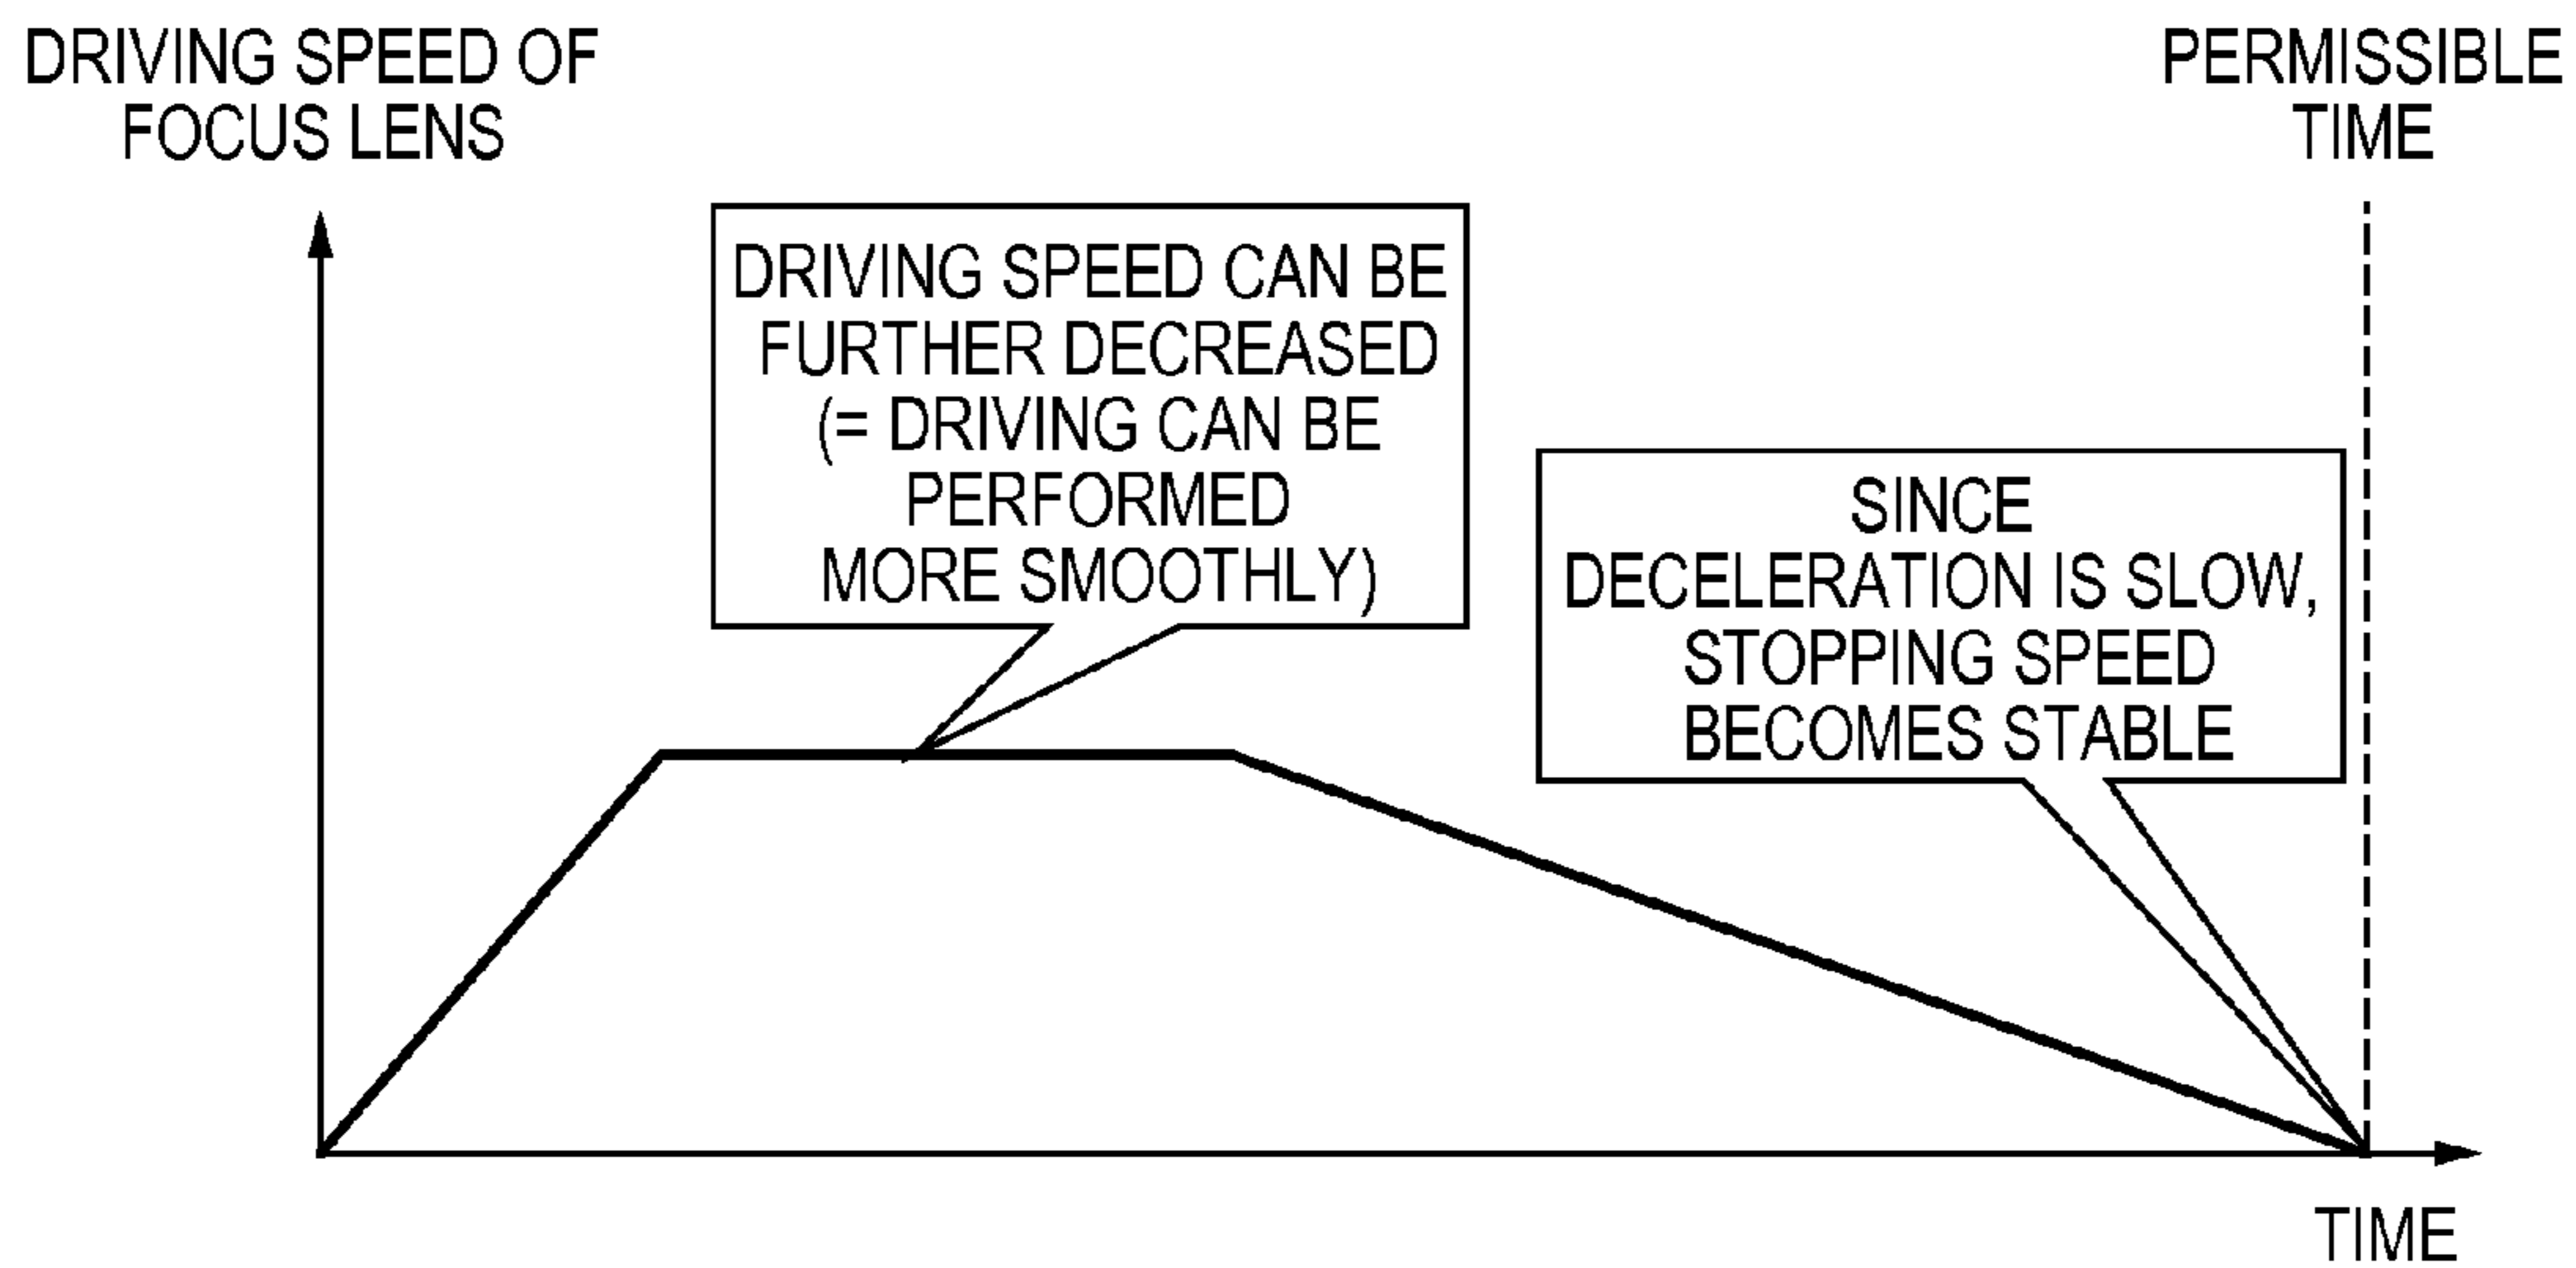 DRIVING SPEED OF
FOCUS LENS
PERMISSIBLE
TIME
DRIVING SPEED CAN BE
FURTHER DECREASED
(= DRIVING CAN BE
PERFORMED
MORE SMOOTHLY)
SINCE
DECELERATION IS SLOW,
STOPPING SPEED
BECOMES STABLE
TIME